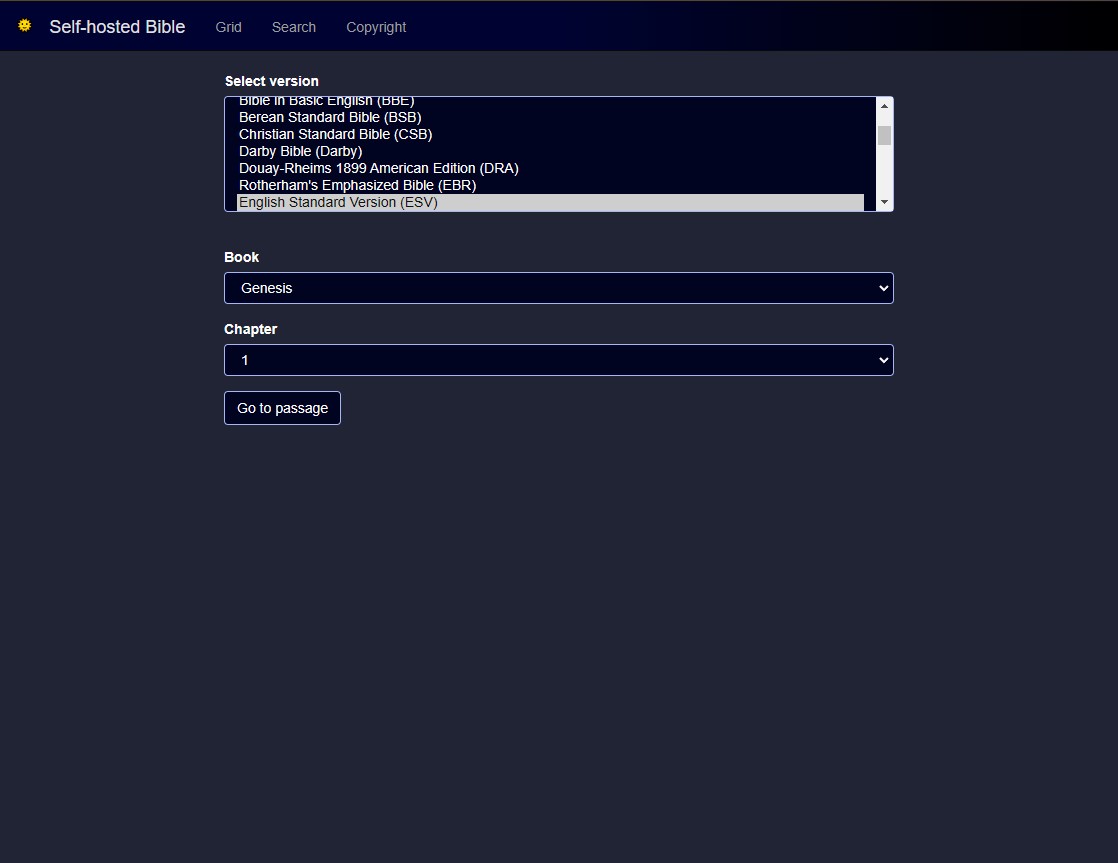 Self-hosted Bible Grid Search Copyright
Select version
Bible in Basic English (BBE)
Berean Standard Bible (BSB)
Christian Standard Bible (CSB)
Darby Bible (Darby)
Douay-Rheims 1899 American Edition (DRA)
Rotherham's Emphasized Bible (EBR)
English Standard Version (ESV)
Book
Genesis
Chapter
1
Go to passage